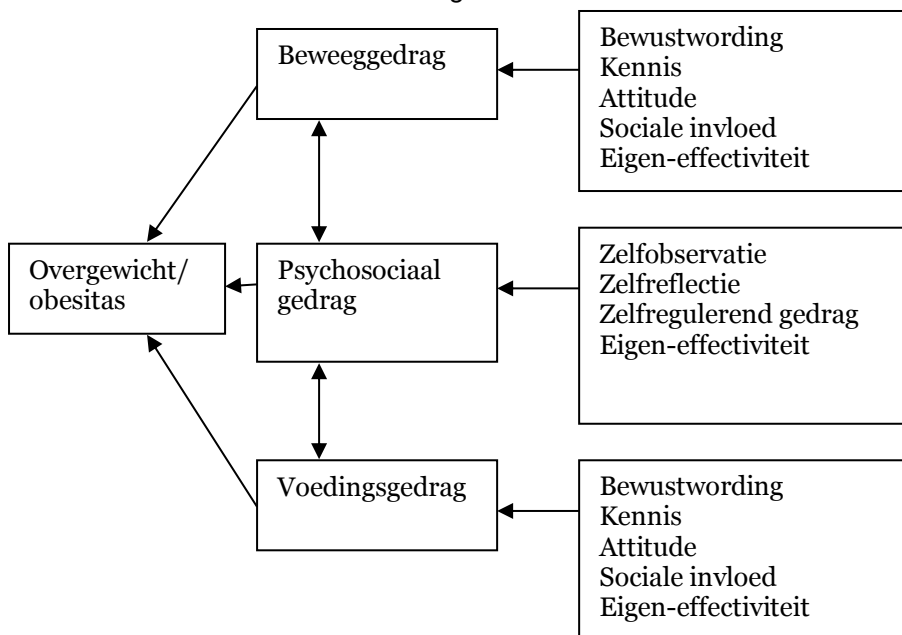 Beweeggedrag
Bewustwording
Kennis
Attitude
Sociale invloed
Eigen-effectiviteit
Overgewicht/
obesitas
Psychosociaal
gedrag
Zelfobservatie
Zelfreflectie
Zelfregulerend gedrag
Eigen-effectiviteit
Voedingsgedrag
Bewustwording
Kennis
Attitude
Sociale invloed
Eigen-effectiviteit